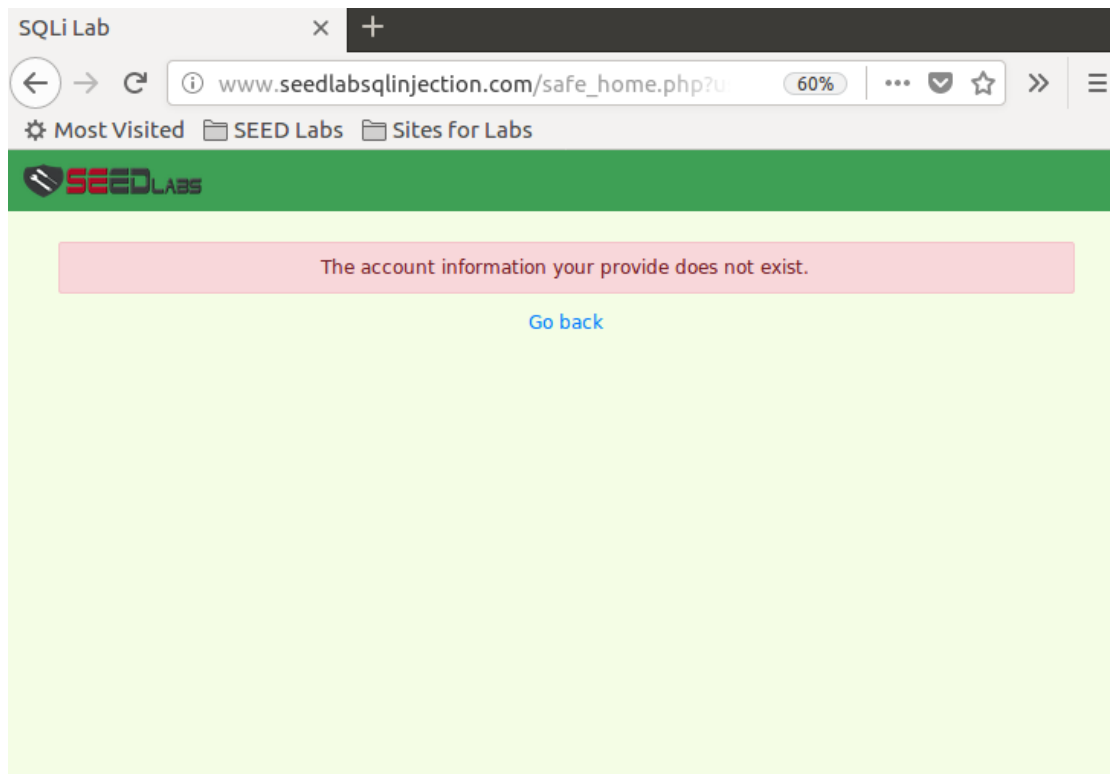 SQLi Lab
www.seedlabsqlinjection.com/safe_home.php?u 60%
Most Visited SEED Labs Sites for Labs
SEEDLABS
The account information your provide does not exist.
Go back